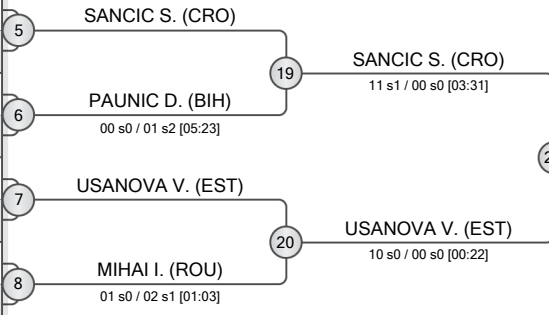 SANCIC S. (CRO)
5
19
SANCIC S. (CRO)
11 s1 / 00 s0 [03:31]
PAUNIC D. (BIH)
6
00 s0 / 01 s2 [05:23]
2
USANOVA V. (EST)
7
20
USANOVA V. (EST)
10 s0 / 00 s0 [00:22]
MIHAI I. (ROU)
8
01 s0 / 02 s1 [01:03]